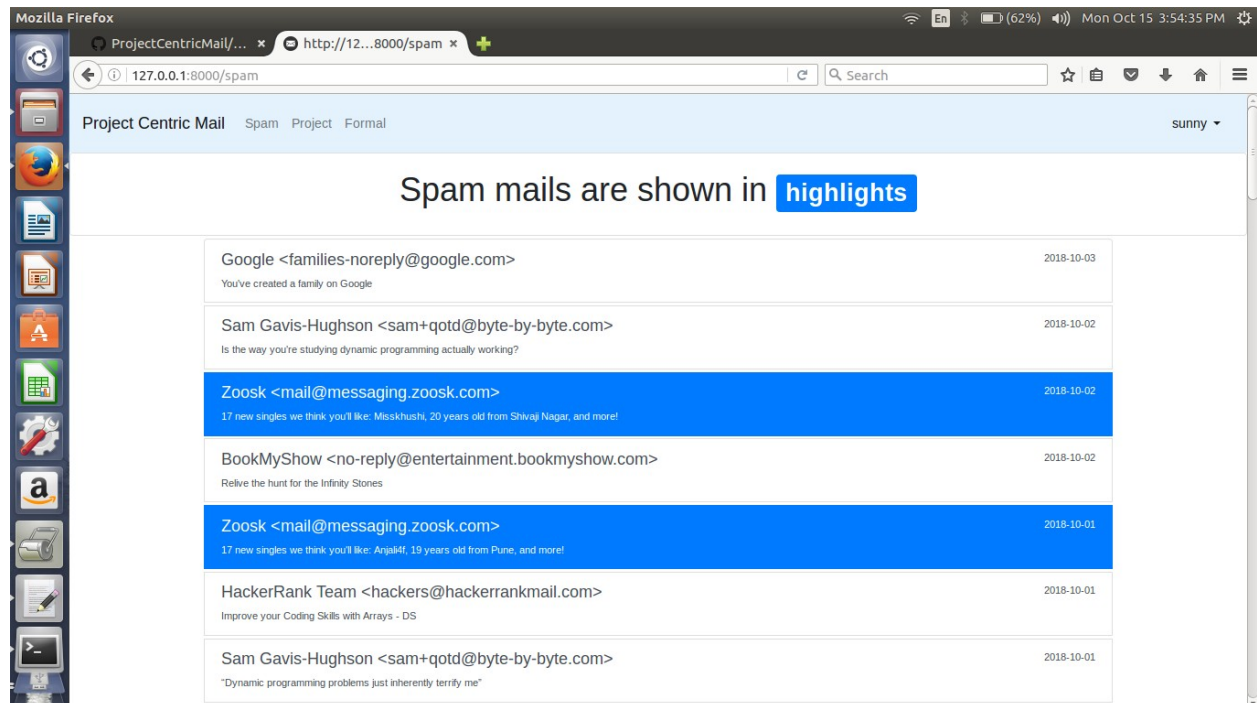 Mozilla Firefox En (62%) Mon Oct 15 3:54:35 PM
ProjectCentricMail/... × http://12...8000/spam ×
127.0.0.1:8000/spam Search
Project Centric Mail Spam Project Formal sunny
Spam mails are shown in highlights
Google <families-noreply@google.com> 2018-10-03
You've created a family on Google
Sam Gavis-Hughson <sam+qotd@byte-by-byte.com> 2018-10-02
Is the way you're studying dynamic programming actually working?
Zoosk <mail@messaging.zoosk.com> 2018-10-02
17 new singles we think you'll like: Misskhushi, 20 years old from Shivaji Nagar, and more!
BookMyShow <no-reply@entertainment.bookmyshow.com> 2018-10-02
Relive the hunt for the Infinity Stones
Zoosk <mail@messaging.zoosk.com> 2018-10-01
17 new singles we think you'll like: Anjali4f, 19 years old from Pune, and more!
HackerRank Team <hackers@hackerrankmail.com> 2018-10-01
Improve your Coding Skills with Arrays - DS
Sam Gavis-Hughson <sam+qotd@byte-by-byte.com> 2018-10-01
"Dynamic programming problems just inherently terrify me"